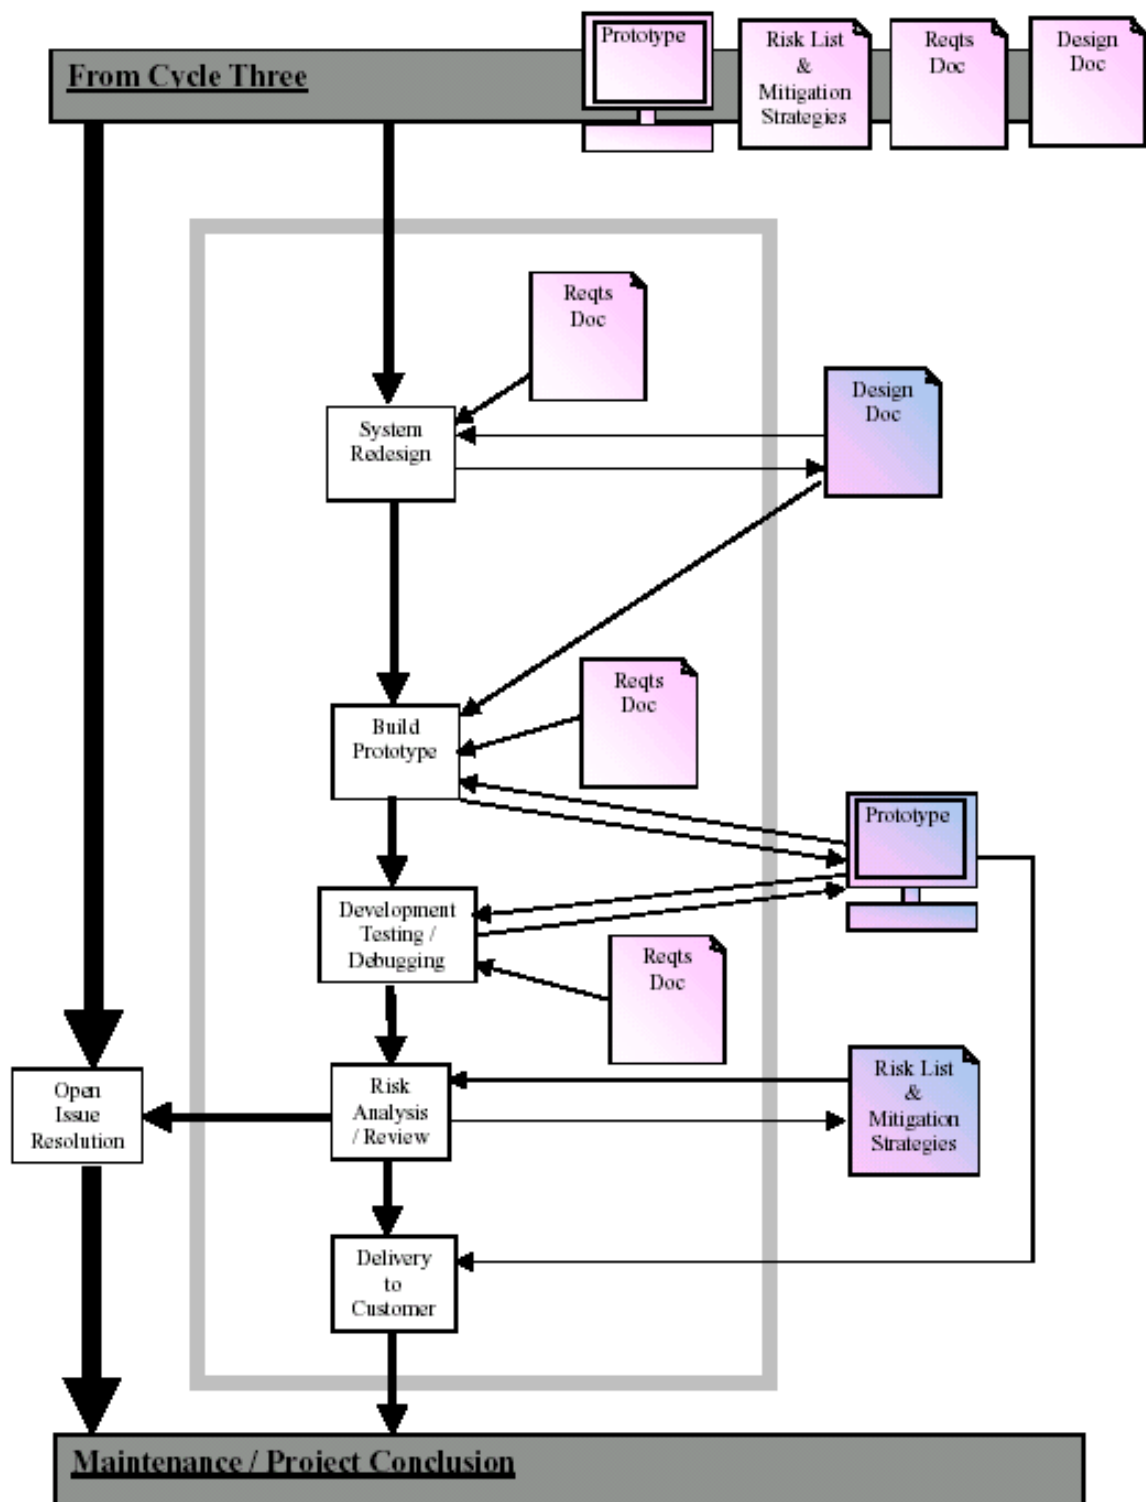 From Cycle Three
Prototype
Risk List
&
Mitigation
Strategies
Reqts
Doc
Design
Doc
Reqts
Doc
System
Redesign
Design
Doc
Reqts
Doc
Build
Prototype
Prototype
Development
Testing /
Debugging
Reqts
Doc
Open
Issue
Resolution
Risk
Analysis
/ Review
Risk List
&
Mitigation
Strategies
Delivery
to
Customer
Maintenance / Project Conclusion